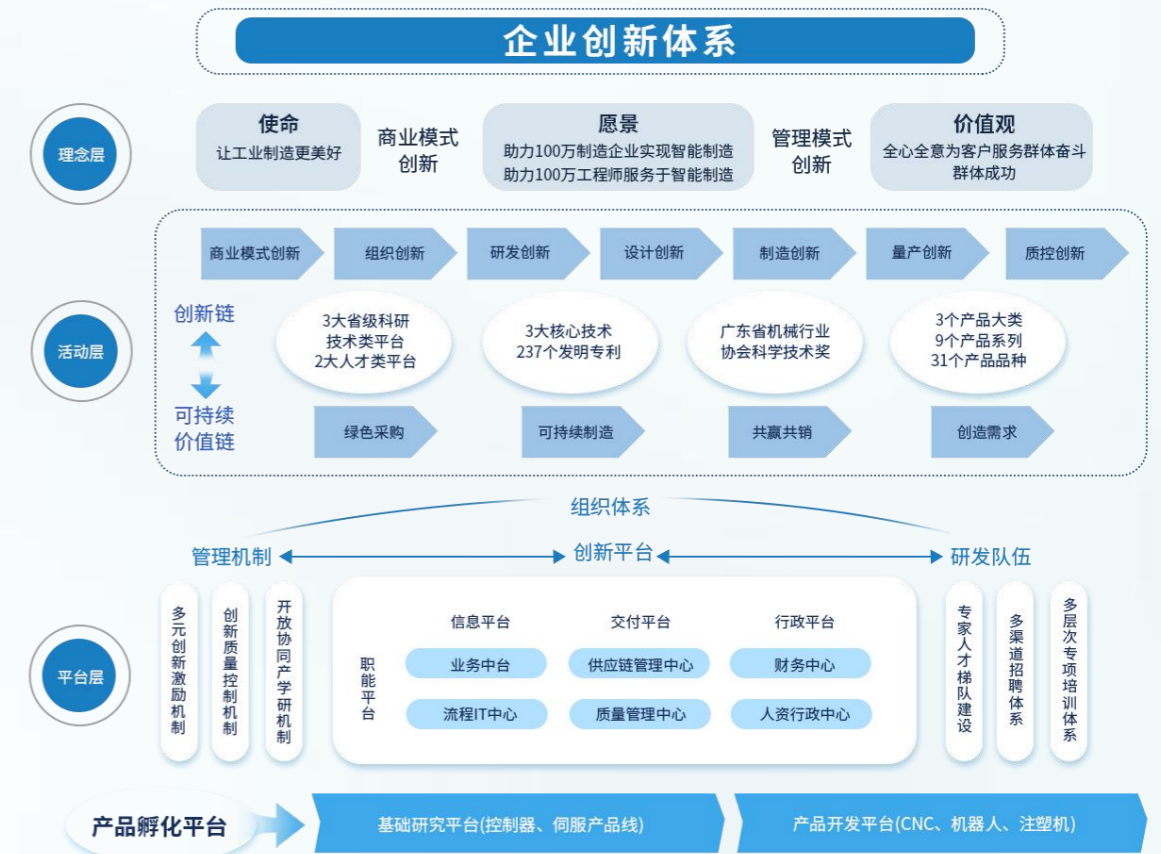 企业创新体系
理念层
使命
让工业制造更美好
商业模式
创新
愿景
助力100万制造企业实现智能制造
助力100万工程师服务于智能制造
管理模式
创新
价值观
全心全意为客户服务群体奋斗
群体成功
活动层
商业模式创新
组织创新
研发创新
设计创新
制造创新
量产创新
质控创新
创新链
3大省级科研
技术类平台
2大人才类平台
3大核心技术
237个发明专利
广东省机械行业
协会科学技术奖
3个产品大类
9个产品系列
31个产品品种
可持续
价值链
绿色采购
可持续制造
共赢共销
创造需求
组织体系
管理机制
创新平台
研发队伍
平台层
多元创新激励机制
创新质量控制机制
开放协同产学研机制
职能平台
信息平台
交付平台
行政平台
业务中台
供应链管理中心
财务中心
流程IT中心
质量管理中心
人资行政中心
专家人才梯队建设
多渠道招聘体系
多层次专项培训体系
产品孵化平台
基础研究平台(控制器、伺服产品线)
产品开发平台(CNC、机器人、注塑机)